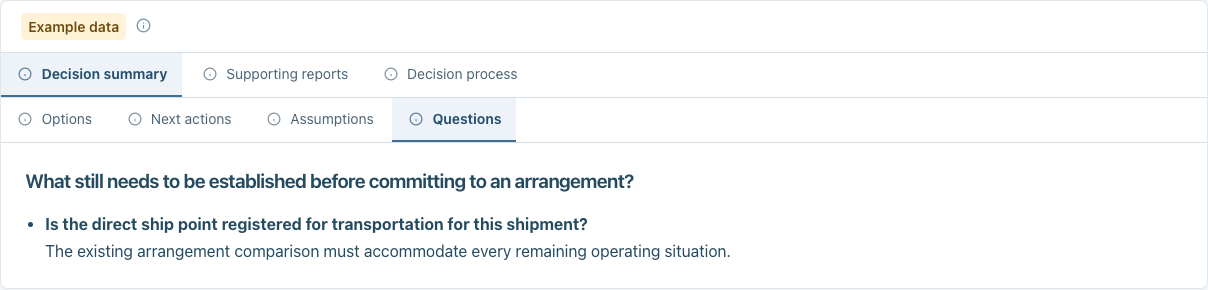 Example data
Decision summary Supporting reports Decision process
Options Next actions Assumptions Questions
What still needs to be established before committing to an arrangement?
• Is the direct ship point registered for transportation for this shipment?
The existing arrangement comparison must accommodate every remaining operating situation.